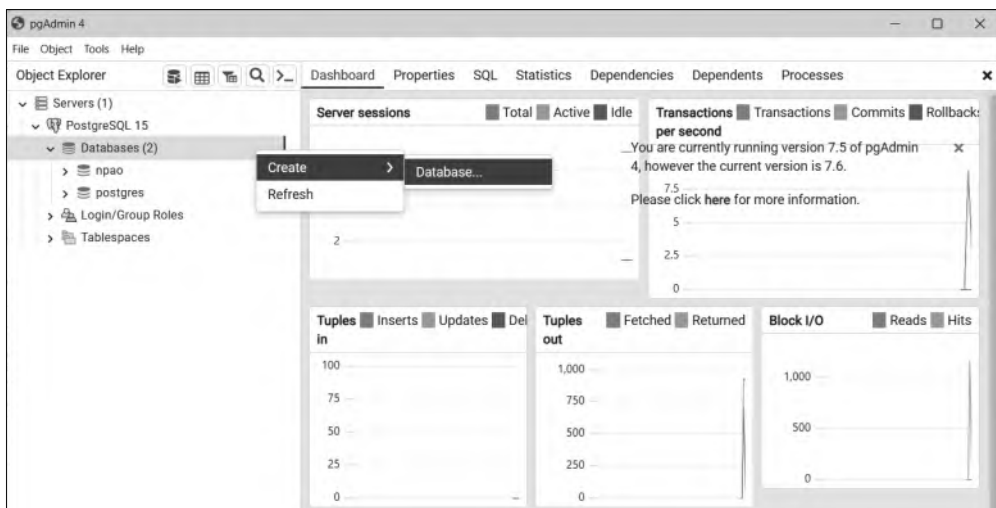 pgAdmin 4
File Object Tools Help
Object Explorer
Dashboard Properties SQL Statistics Dependencies Dependents Processes
Servers (1)
PostgreSQL 15
Databases (2)
npao
postgres
Login/Group Roles
Tablespaces
Create
Database...
Refresh
Server sessions Total Active Idle
2
Transactions per second Transactions Commits Rollbacks
You are currently running version 7.5 of pgAdmin
4, however the current version is 7.6.
Please click here for more information.
7.5
5
2.5
0
Tuples Inserts Updates Del
in
100
75
50
25
0
Tuples Fetched Returned
out
1,000
750
500
250
0
Block I/O Reads Hits
1,000
500
0